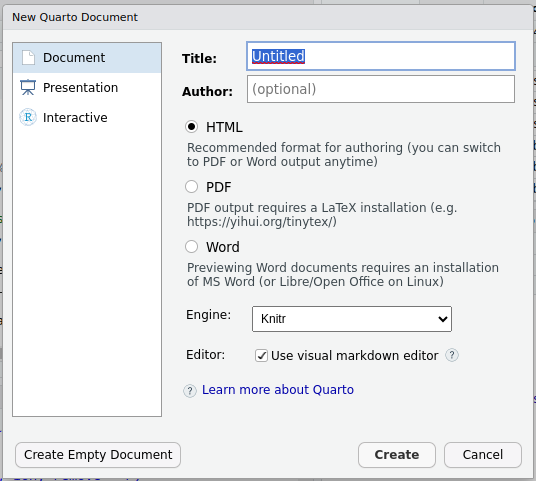 New Quarto Document
Document
Presentation
Interactive
Title:
Untitled
Author:
(optional)
HTML
Recommended format for authoring (you can switch
to PDF or Word output anytime)
PDF
PDF output requires a LaTeX installation (e.g.
https://yihui.org/tinytex/)
Word
Previewing Word documents requires an installation
of MS Word (or Libre/Open Office on Linux)
Engine:
Knitr
Editor:
Use visual markdown editor ?
? Learn more about Quarto
Create Empty Document
Create
Cancel